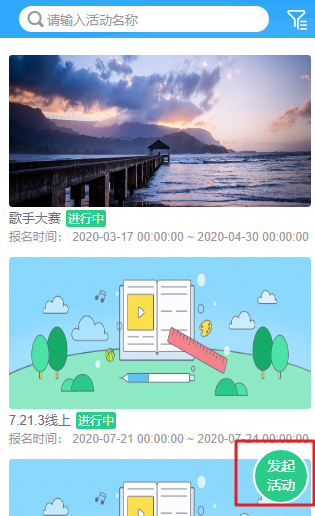 请输入活动名称
歌手大赛 进行中
报名时间： 2020-03-17 00:00:00 ~ 2020-04-30 00:00:00
7.21.3线上 进行中
报名时间： 2020-07-21 00:00:00 ~ 2020-07-24 00:00:00
发起
活动